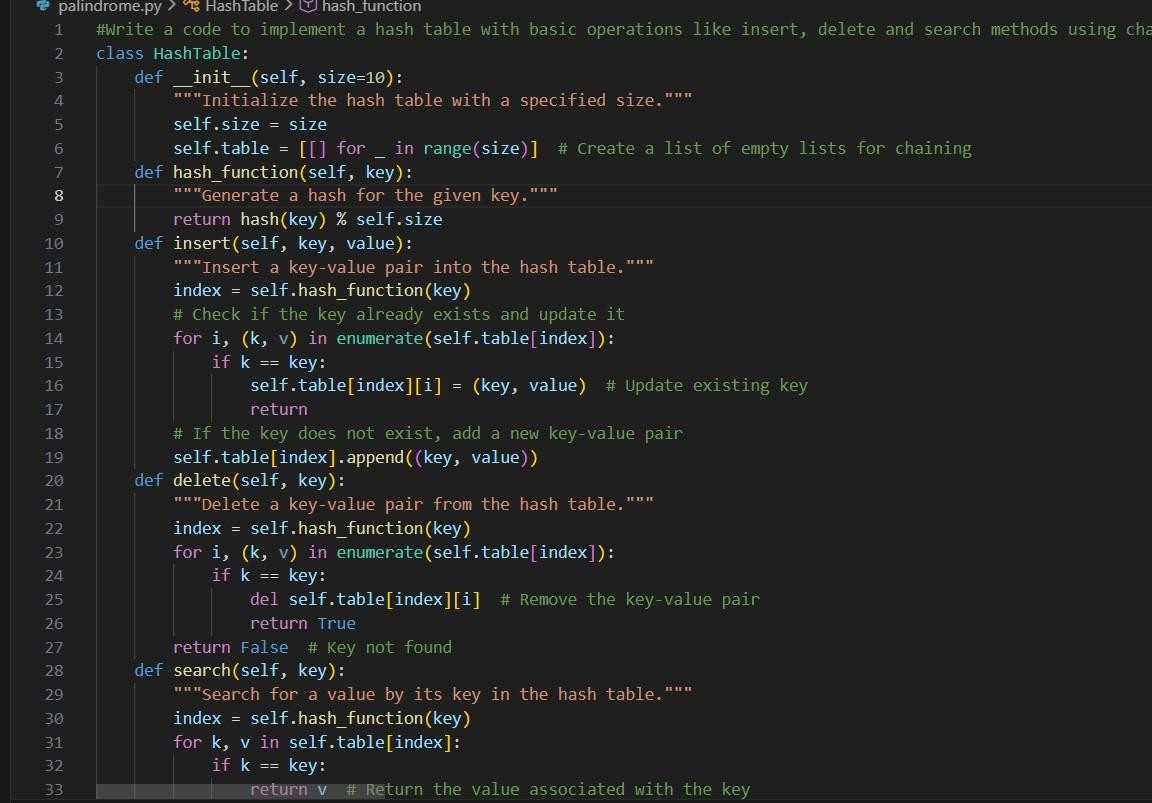 palindrome.py > HashTable > hash_function
1 #Write a code to implement a hash table with basic operations like insert, delete and search methods using cha
2 class HashTable:
3     def __init__(self, size=10):
4         """Initialize the hash table with a specified size."""
5         self.size = size
6         self.table = [[] for _ in range(size)]  # Create a list of empty lists for chaining
7     def hash_function(self, key):
8         """Generate a hash for the given key."""
9         return hash(key) % self.size
10     def insert(self, key, value):
11         """Insert a key-value pair into the hash table."""
12         index = self.hash_function(key)
13         # Check if the key already exists and update it
14         for i, (k, v) in enumerate(self.table[index]):
15             if k == key:
16                 self.table[index][i] = (key, value)  # Update existing key
17                 return
18         # If the key does not exist, add a new key-value pair
19         self.table[index].append((key, value))
20     def delete(self, key):
21         """Delete a key-value pair from the hash table."""
22         index = self.hash_function(key)
23         for i, (k, v) in enumerate(self.table[index]):
24             if k == key:
25                 del self.table[index][i]  # Remove the key-value pair
26                 return True
27         return False  # Key not found
28     def search(self, key):
29         """Search for a value by its key in the hash table."""
30         index = self.hash_function(key)
31         for k, v in self.table[index]:
32             if k == key:
33                 return v  # Return the value associated with the key